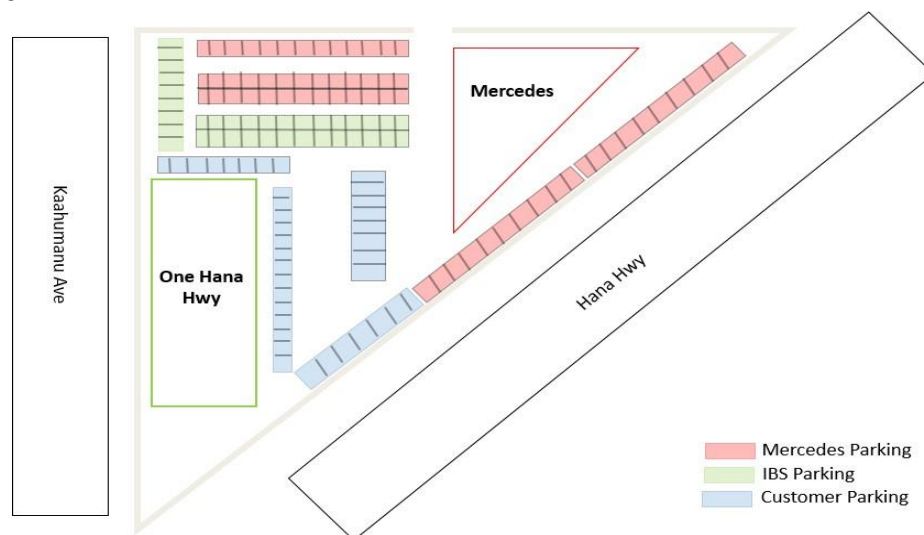 Kaahumanu Ave
Mercedes
One Hana
Hwy
Hana Hwy
Mercedes Parking
IBS Parking
Customer Parking